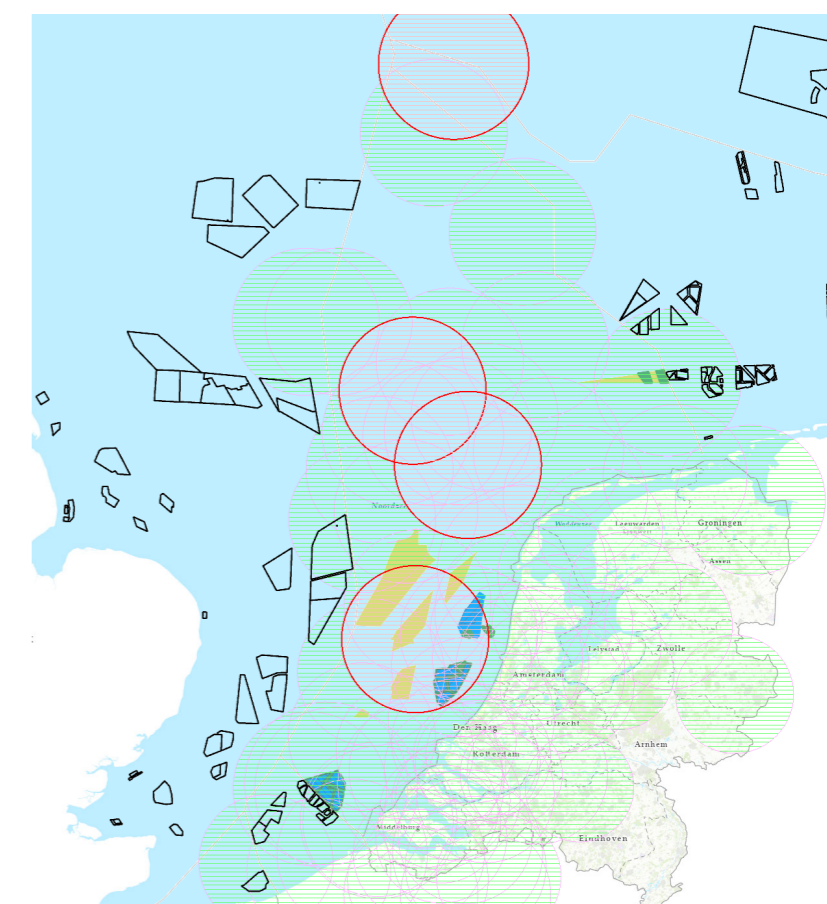 Noordzee
Waddenzee
Leeuwarden
Groningen
Assen
Lelystad
Zwolle
Amsterdam
Den Haag
Utrecht
Arnhem
Rotterdam
Middelburg
Eindhoven